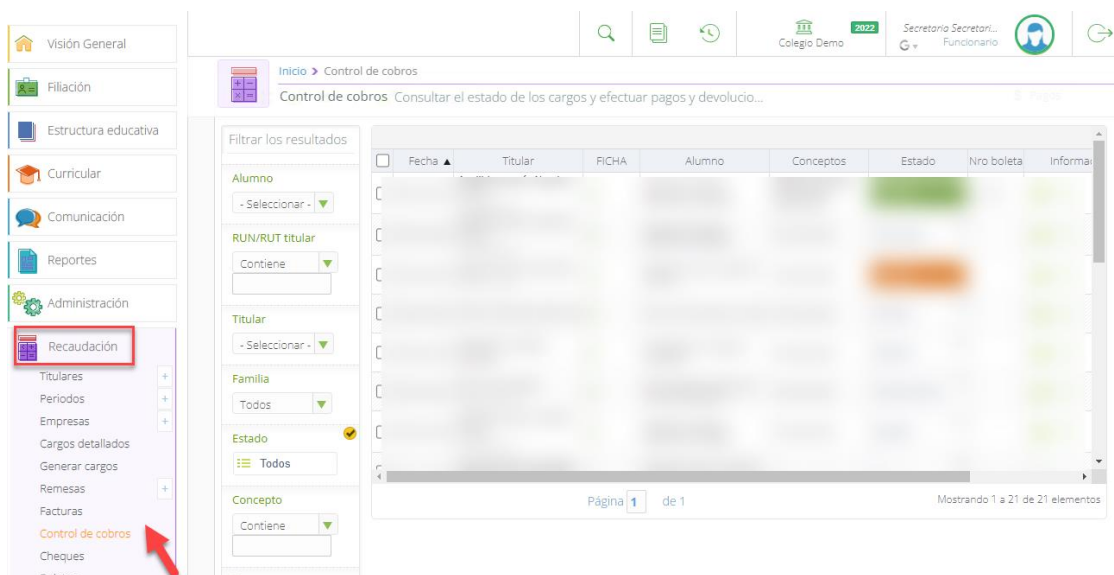 Visión General
Filiación
Estructura educativa
Curricular
Comunicación
Reportes
Administración
Recaudación
Titulares +
Periodos +
Empresas +
Cargos detallados
Generar cargos
Remesas +
Facturas
Control de cobros
Cheques
Colegio Demo
2022
Secretaria Secretari...
G Funcionario
Inicio > Control de cobros
Control de cobros Consultar el estado de los cargos y efectuar pagos y devolucio...
Filtrar los resultados
Alumno
- Seleccionar -
RUN/RUT titular
Contiene
Titular
- Seleccionar -
Familia
Todos
Estado
Todos
Concepto
Contiene
Fecha ▲ Titular FICHA Alumno Conceptos Estado Nro boleta Informa
Página 1 de 1
Mostrando 1 a 21 de 21 elementos